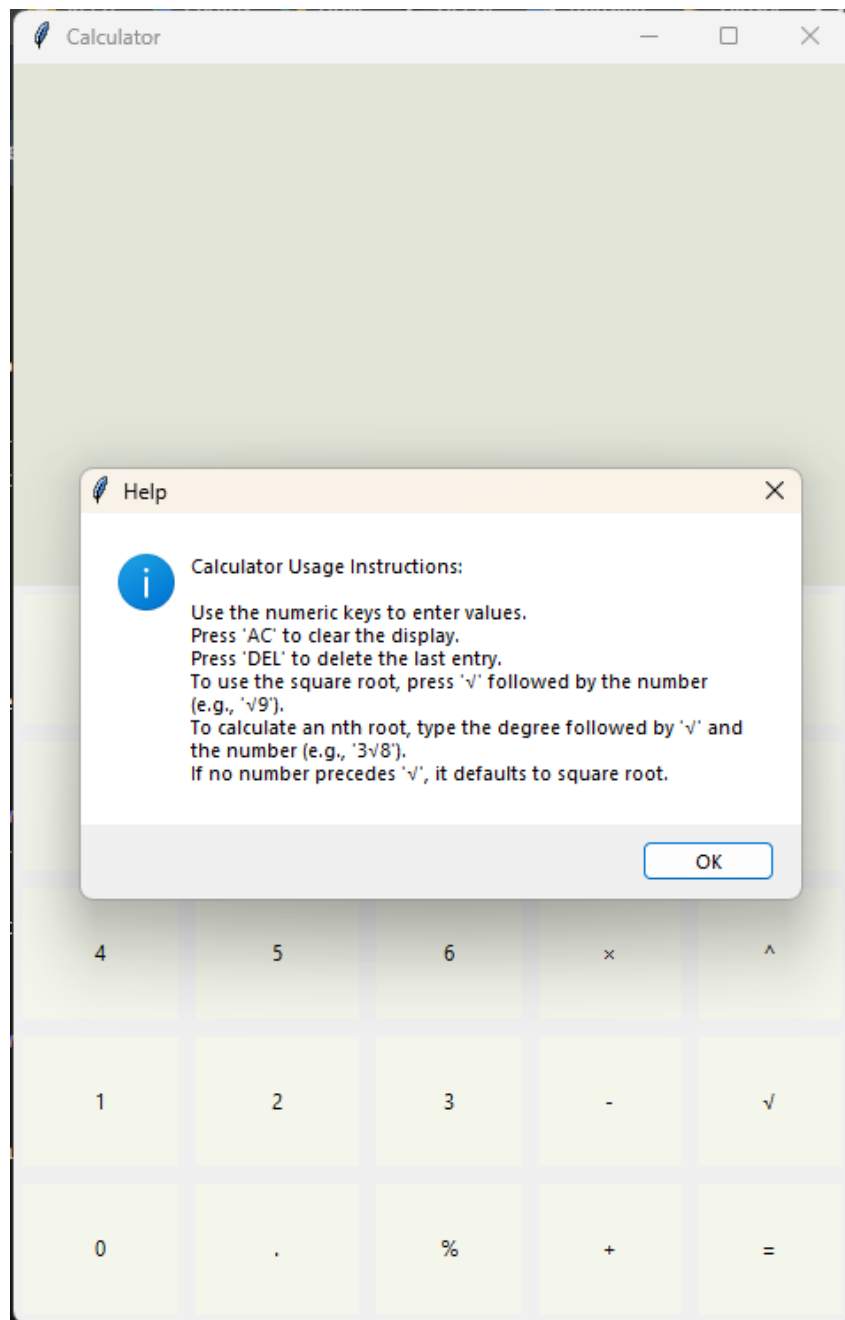 Calculator
Help
Calculator Usage Instructions:
Use the numeric keys to enter values.
Press 'AC' to clear the display.
Press 'DEL' to delete the last entry.
To use the square root, press '√' followed by the number
(e.g., '√9').
To calculate an nth root, type the degree followed by '√' and
the number (e.g., '3√8').
If no number precedes '√', it defaults to square root.
OK
4 5 6 × ^
1 2 3 - √
0 . % + =